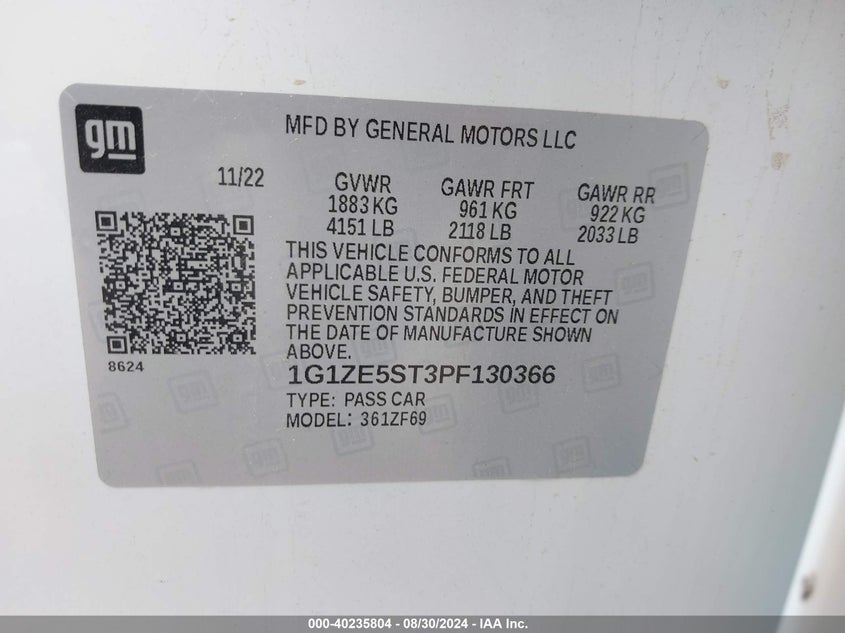 gm
MFD BY GENERAL MOTORS LLC
11/22
GVWR GAWR FRT GAWR RR
1883 KG 961 KG 922 KG
4151 LB 2118 LB 2033 LB
THIS VEHICLE CONFORMS TO ALL
APPLICABLE U.S. FEDERAL MOTOR
VEHICLE SAFETY, BUMPER, AND THEFT
PREVENTION STANDARDS IN EFFECT ON
THE DATE OF MANUFACTURE SHOWN
ABOVE.
8624
1G1ZE5ST3PF130366
TYPE: PASS CAR
MODEL: 361ZF69
000-40235804 - 08/30/2024 - IAA Inc.